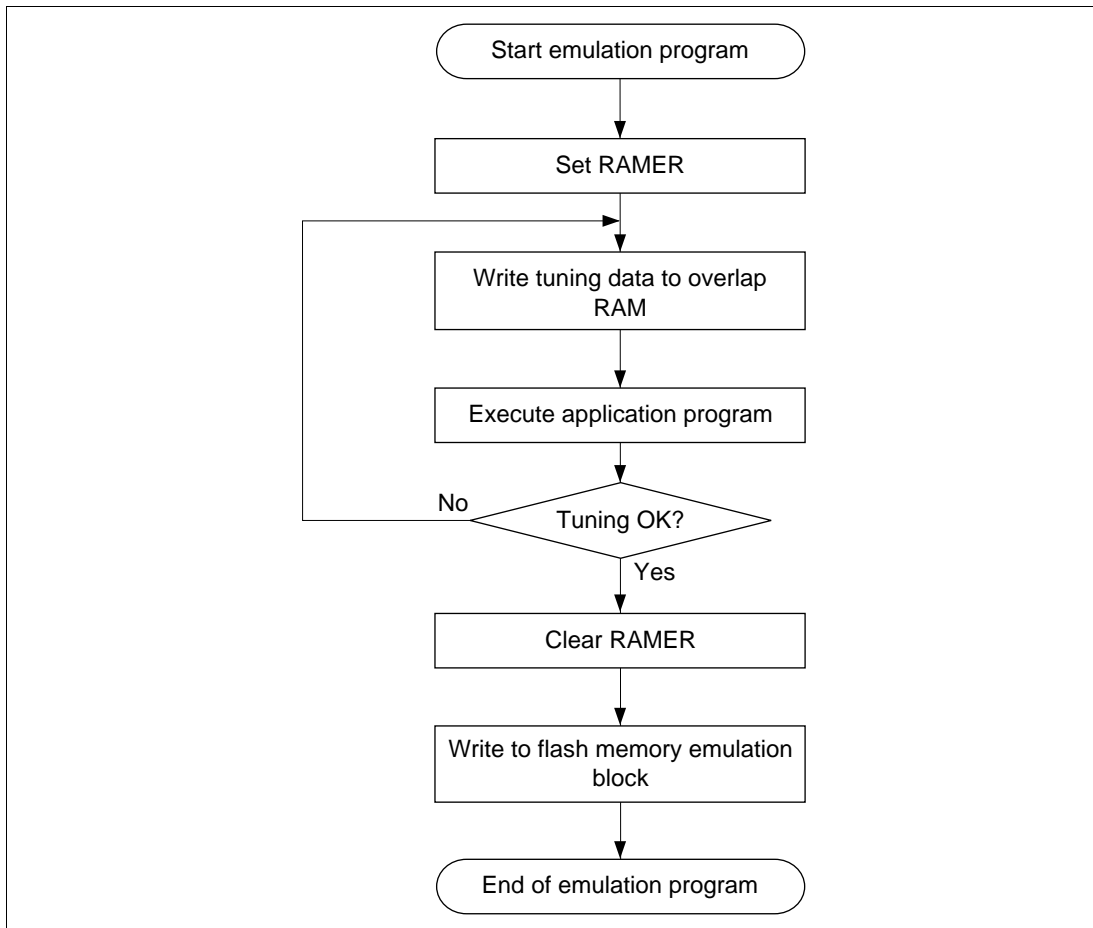 Start emulation program
Set RAMER
Write tuning data to overlap
RAM
Execute application program
No
Tuning OK?
Yes
Clear RAMER
Write to flash memory emulation
block
End of emulation program